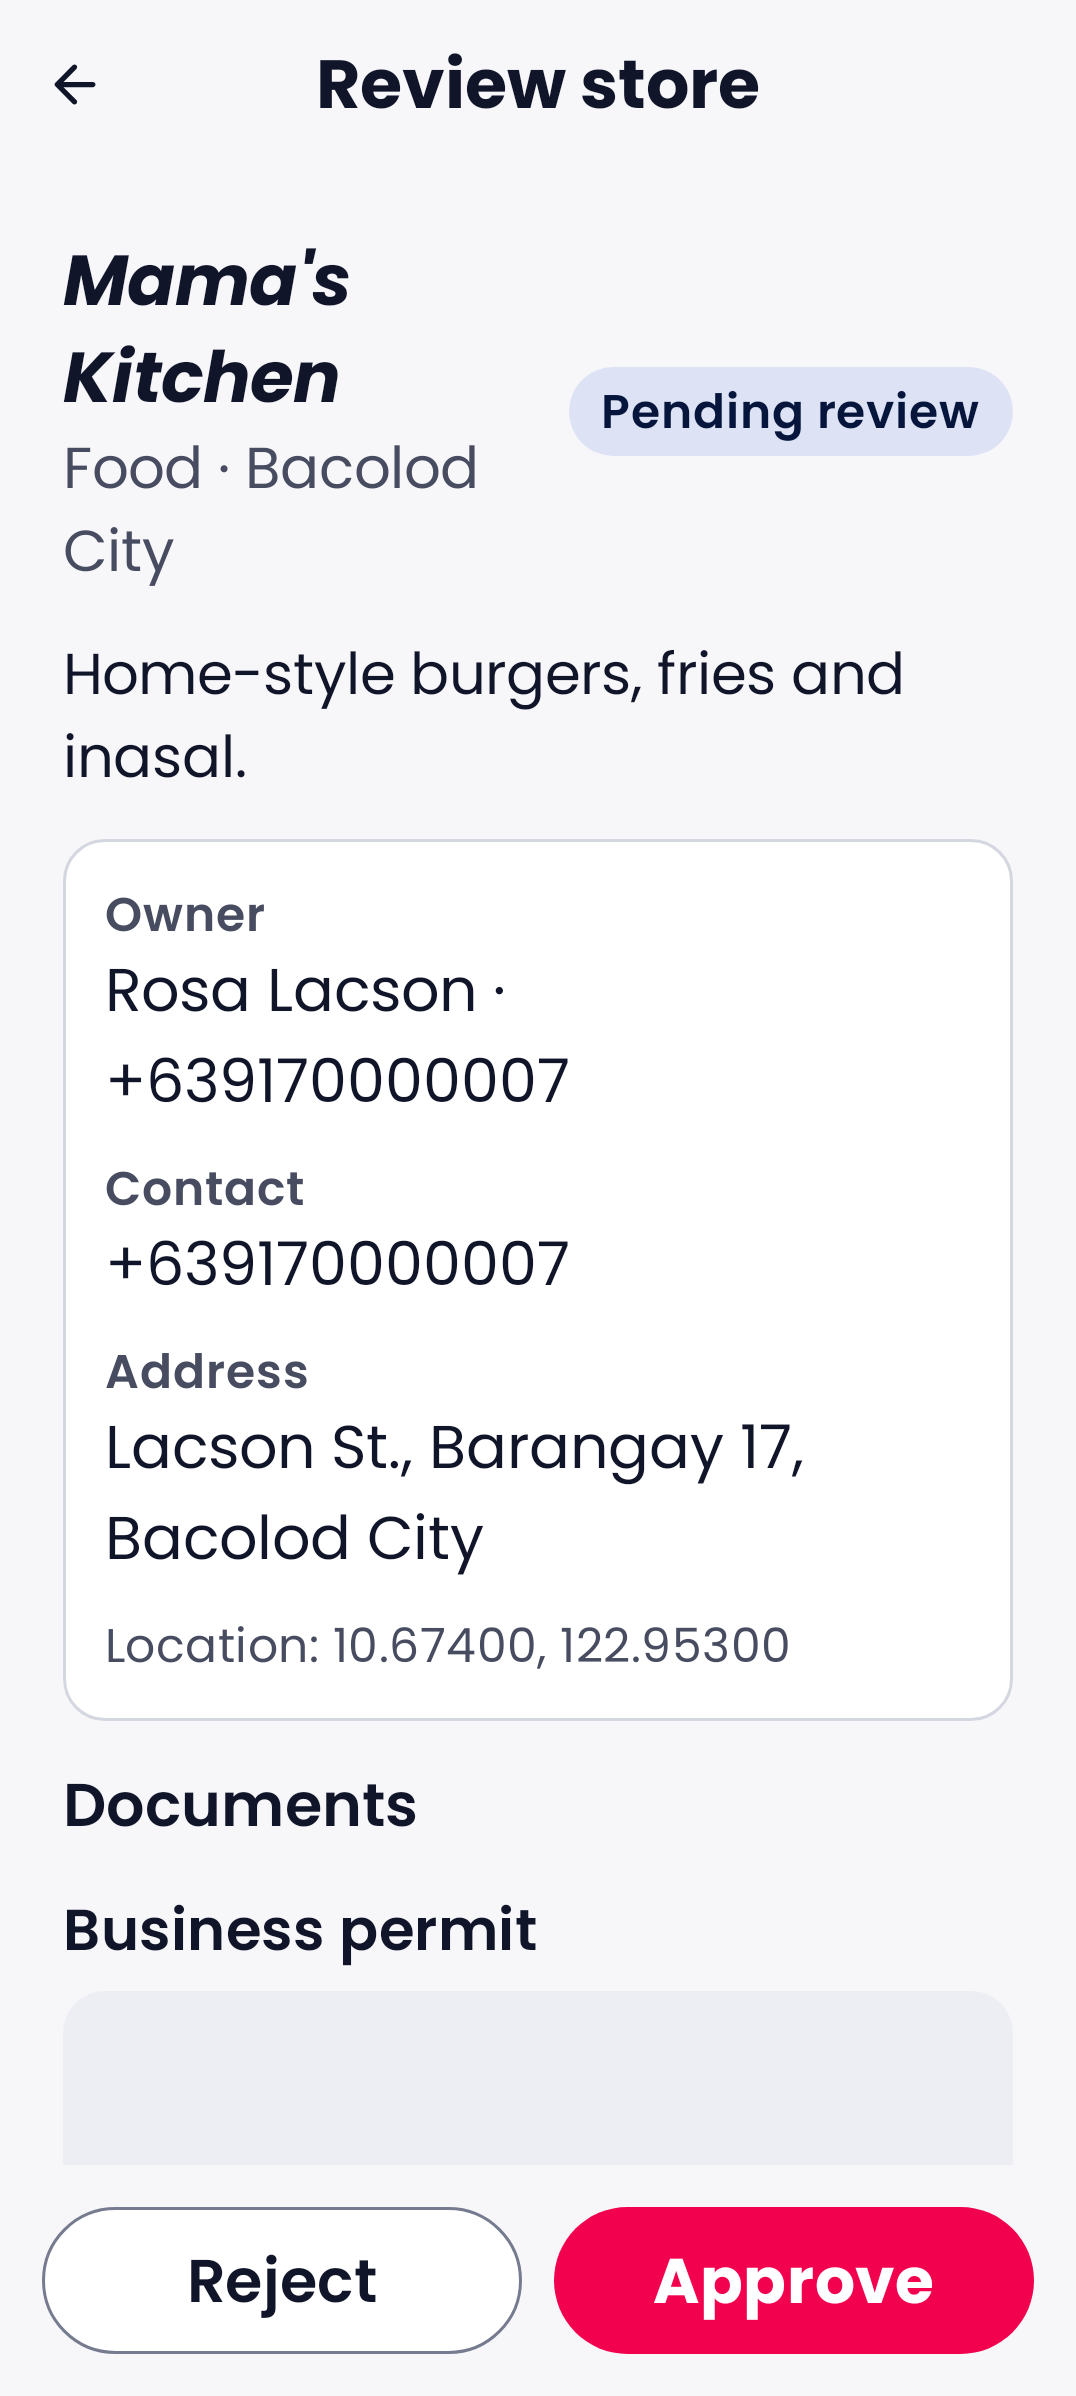 Review store
Mama's
Kitchen
Pending review
Food · Bacolod
City
Home-style burgers, fries and
inasal.
Owner
Rosa Lacson ·
+639170000007
Contact
+639170000007
Address
Lacson St., Barangay 17,
Bacolod City
Location: 10.67400, 122.95300
Documents
Business permit
Reject
Approve